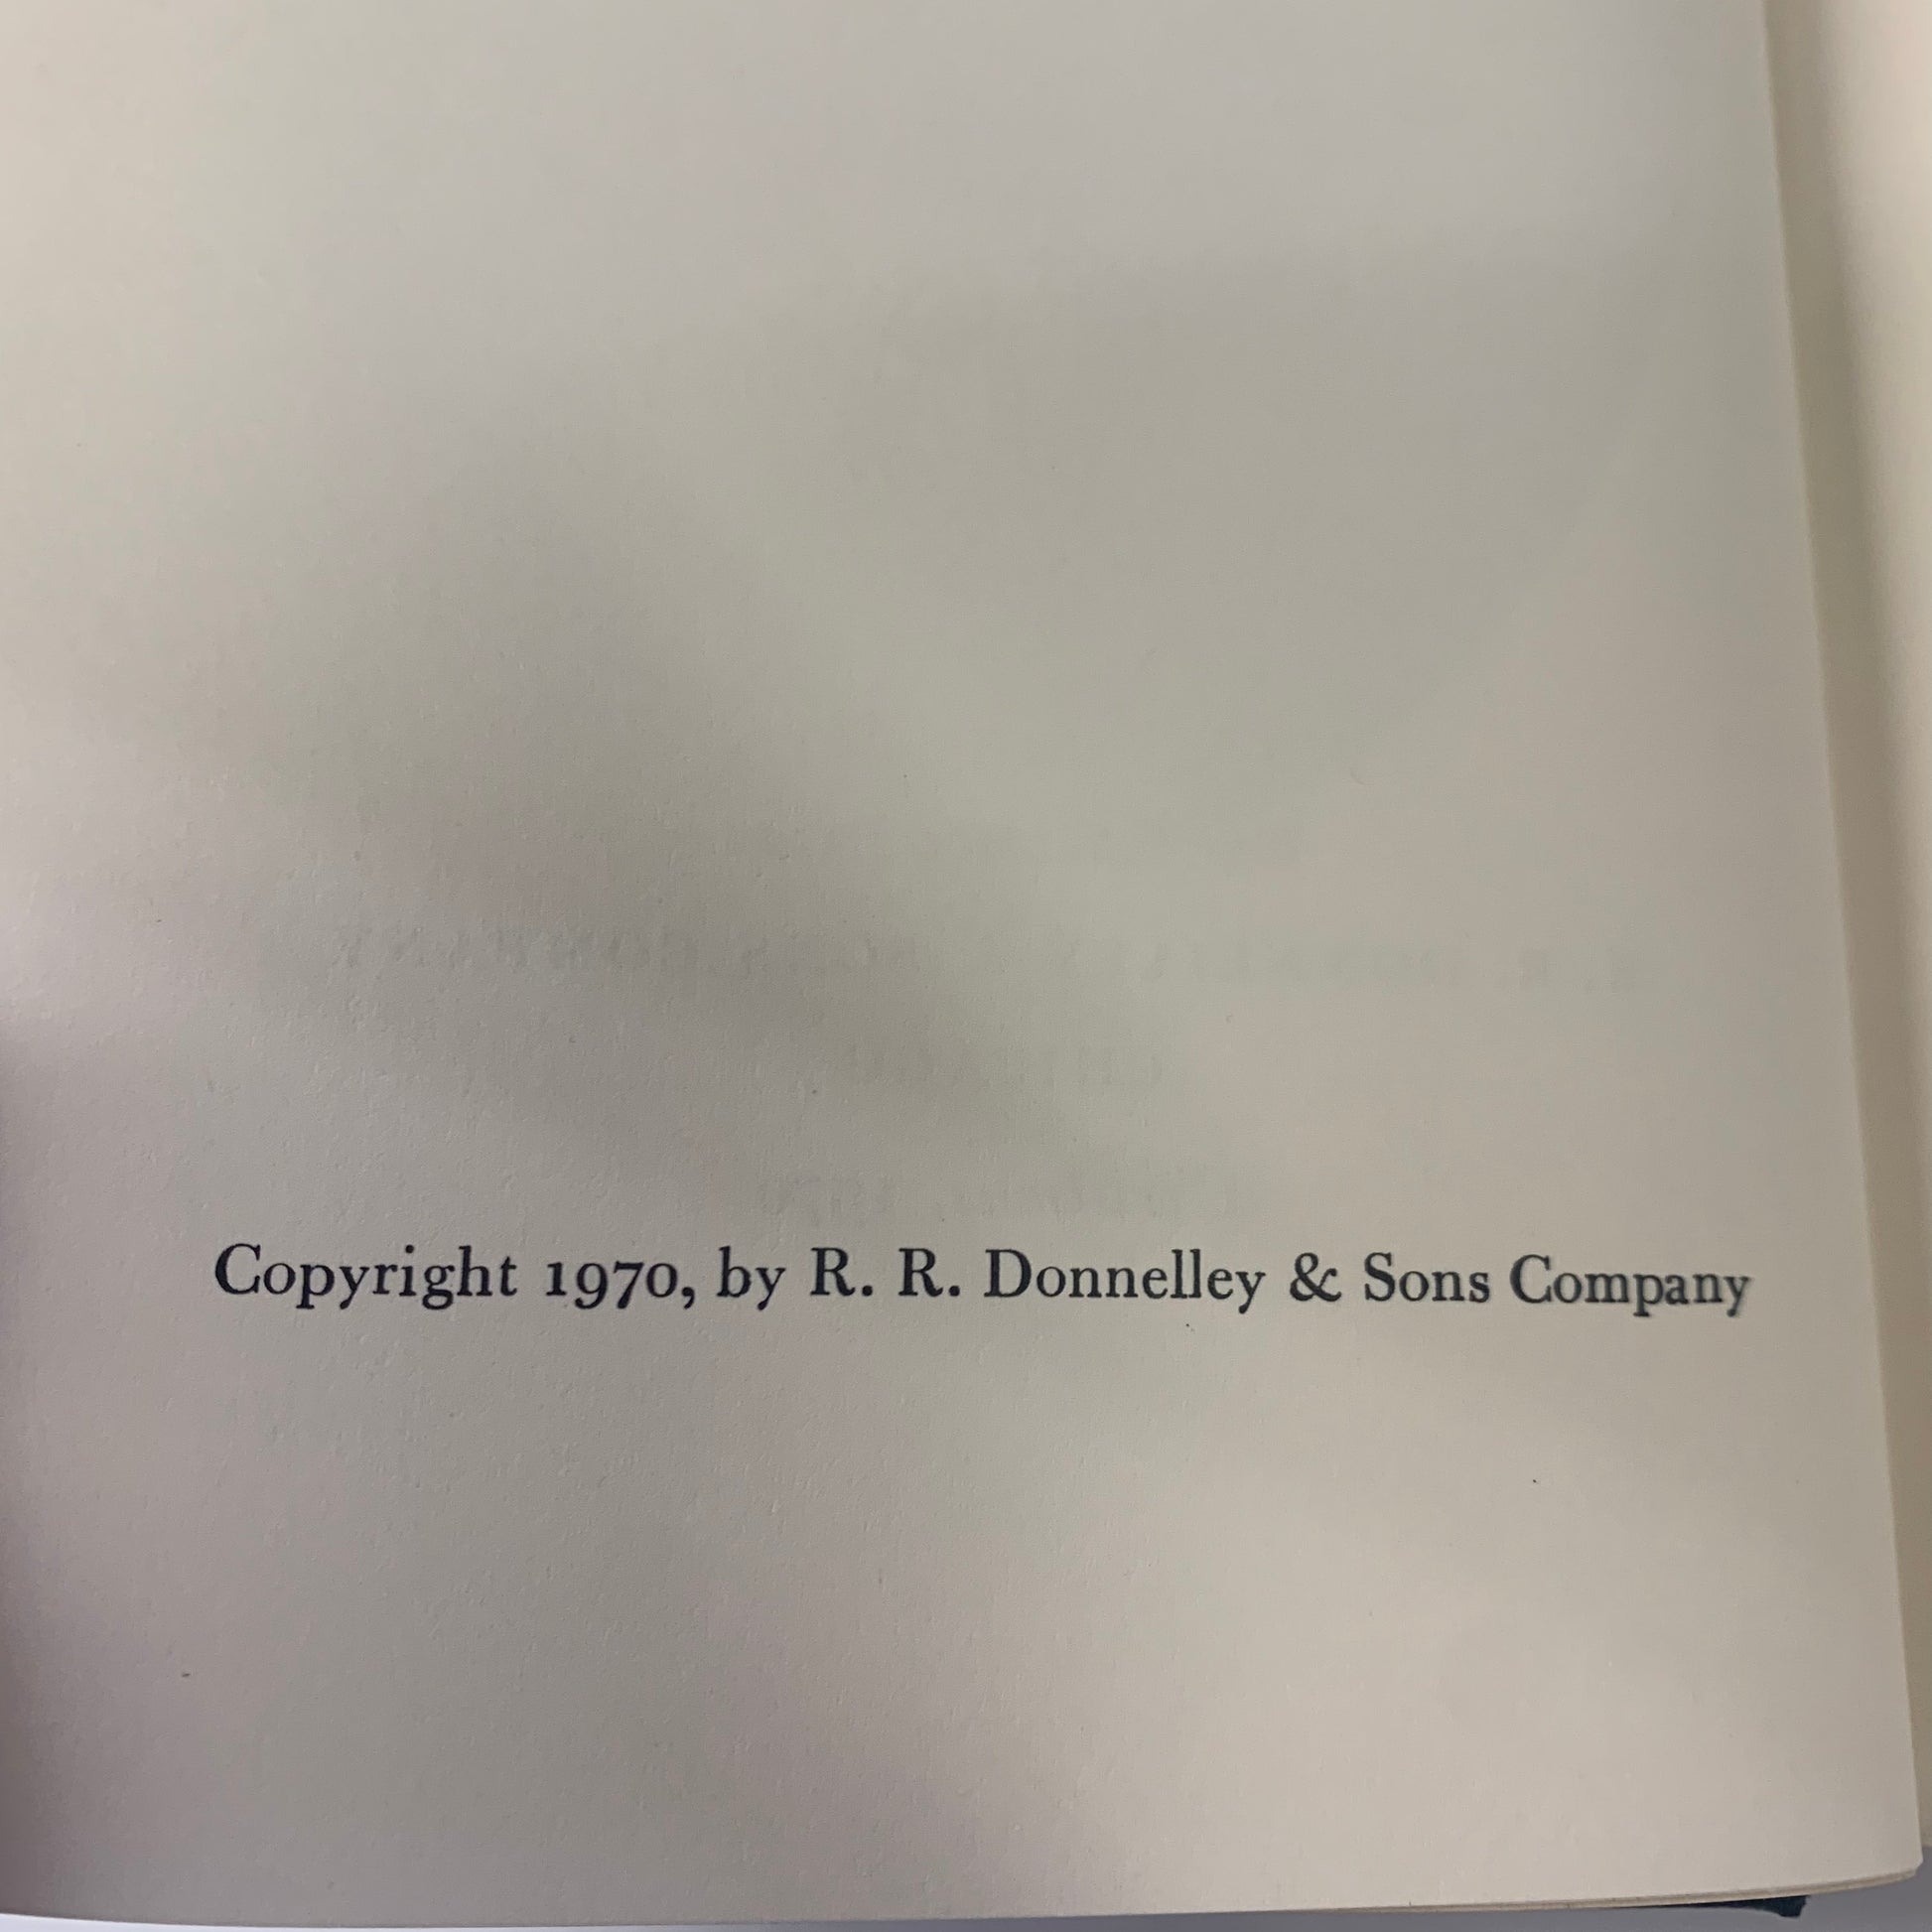 Copyright 1970, by R. R. Donnelley & Sons Company